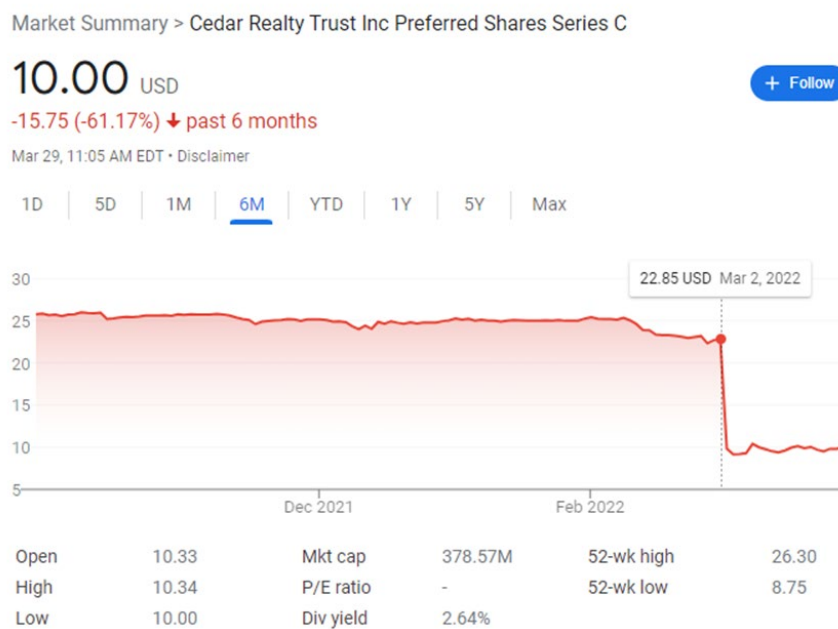 Market Summary > Cedar Realty Trust Inc Preferred Shares Series C
10.00 USD
+ Follow
-15.75 (-61.17%) ↓ past 6 months
Mar 29, 11:05 AM EDT • Disclaimer
1D 5D 1M 6M YTD 1Y 5Y Max
22.85 USD Mar 2, 2022
30
25
20
15
10
5
Dec 2021 Feb 2022
Open 10.33 Mkt cap 378.57M 52-wk high 26.30
High 10.34 P/E ratio - 52-wk low 8.75
Low 10.00 Div yield 2.64%